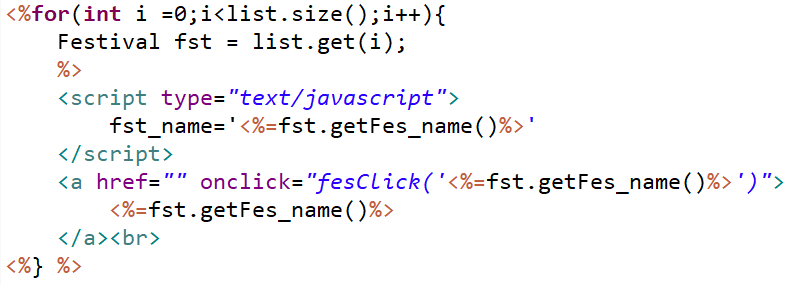 <%for(int i =0;i<list.size();i++){
    Festival fst = list.get(i);
    %>
    <script type="text/javascript">
        fst_name='<%=fst.getFes_name()%>'
    </script>
    <a href="" onclick="fesClick('<%=fst.getFes_name()%>')">
        <%=fst.getFes_name()%>
    </a><br>
<%} %>